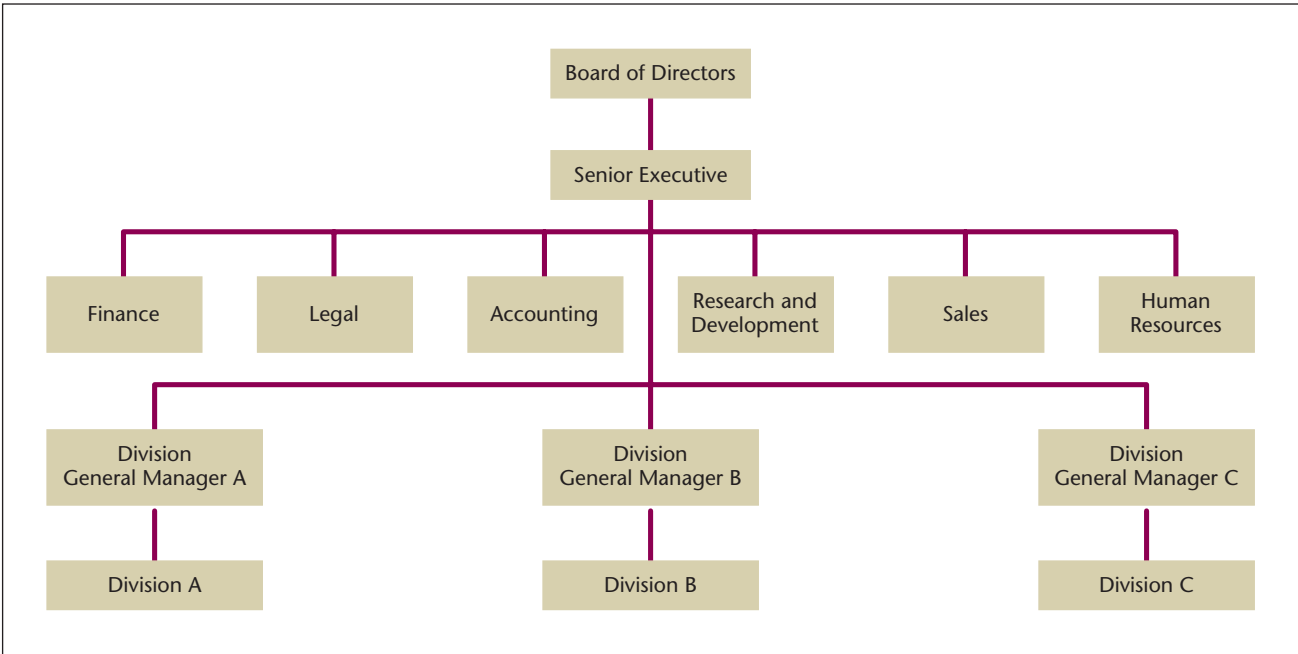 Board of Directors
Senior Executive
Finance
Legal
Accounting
Research and
Development
Sales
Human
Resources
Division
General Manager A
Division
General Manager B
Division
General Manager C
Division A
Division B
Division C